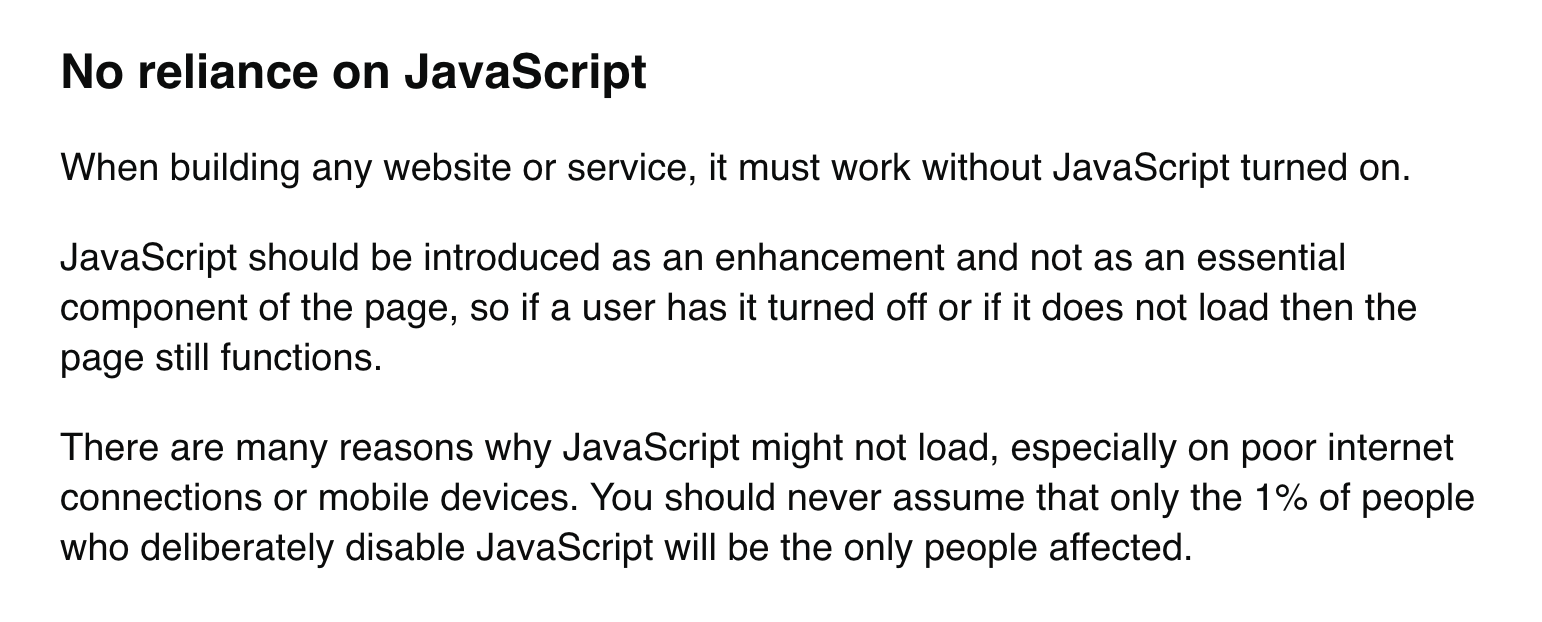 No reliance on JavaScript
When building any website or service, it must work without JavaScript turned on.
JavaScript should be introduced as an enhancement and not as an essential
component of the page, so if a user has it turned off or if it does not load then the
page still functions.
There are many reasons why JavaScript might not load, especially on poor internet
connections or mobile devices. You should never assume that only the 1% of people
who deliberately disable JavaScript will be the only people affected.